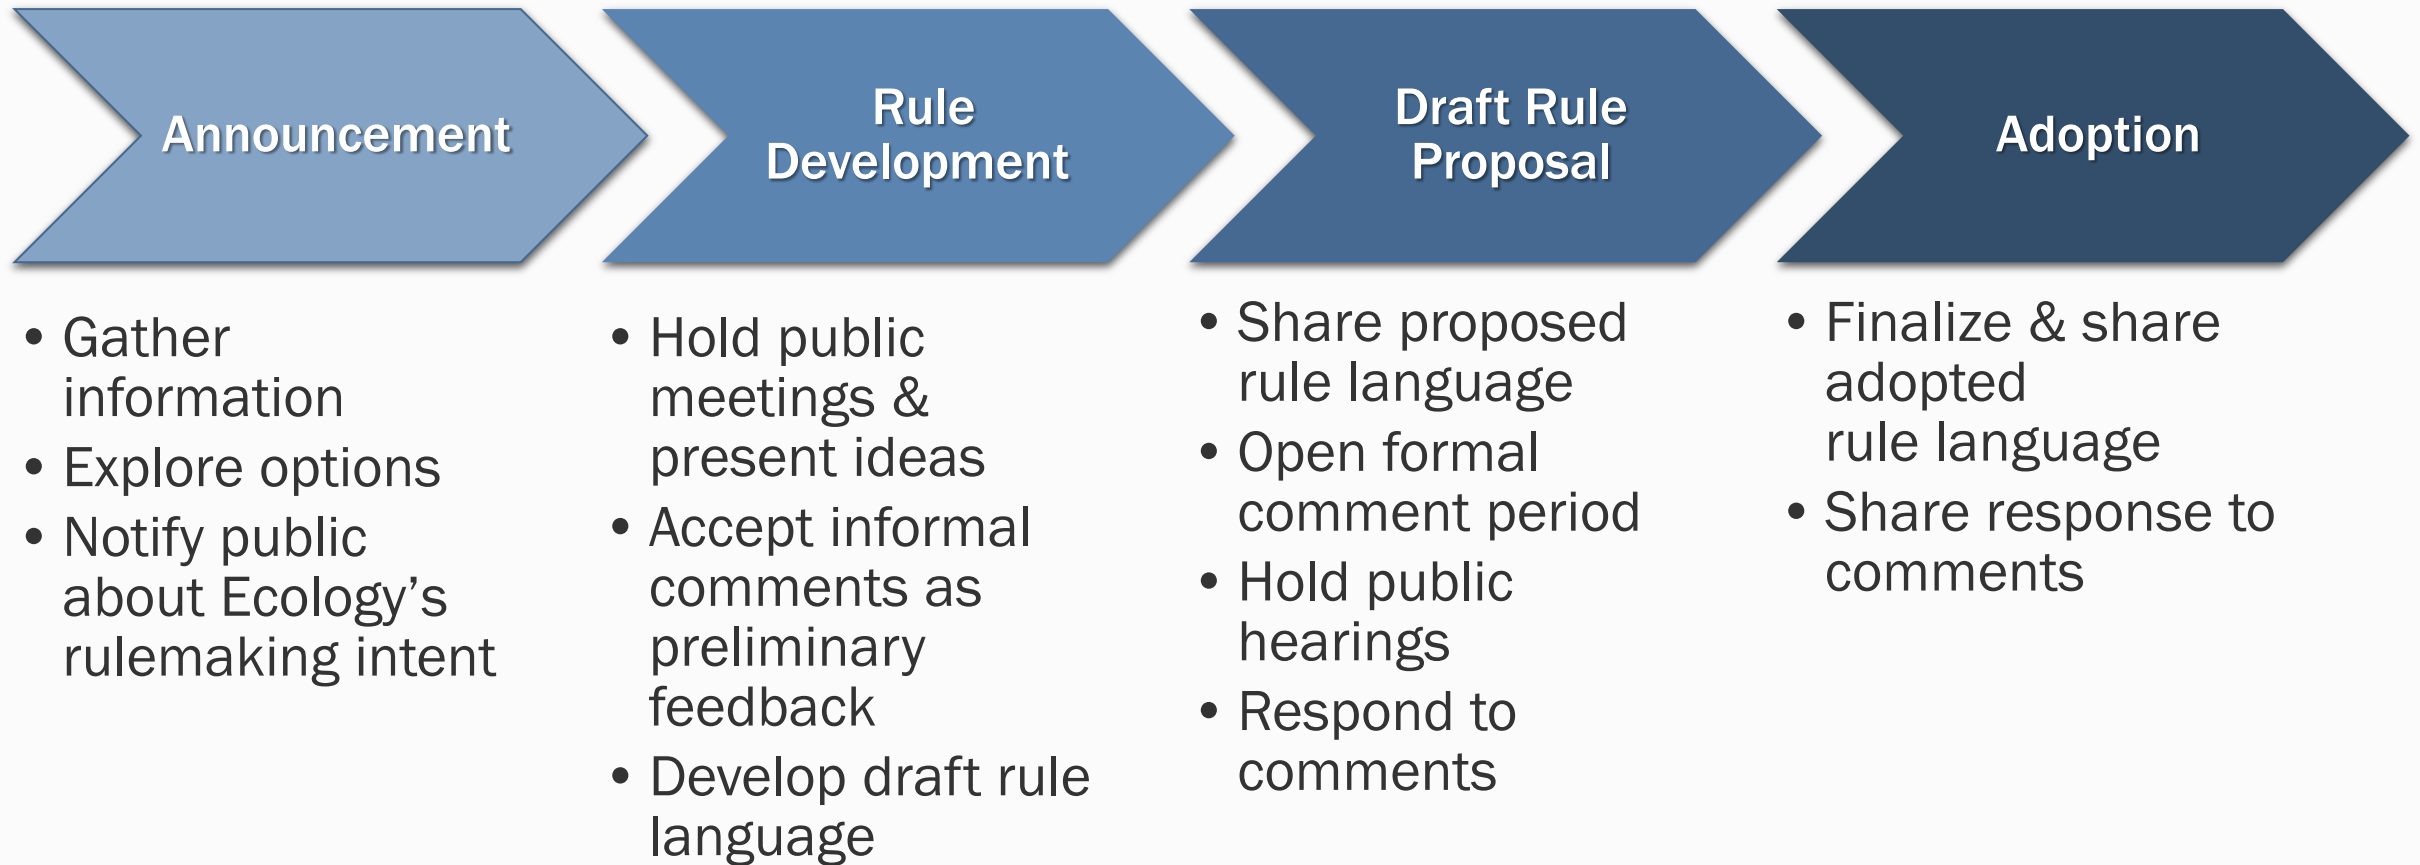 Announcement
• Gather
information
• Explore options
• Notify public
about Ecology’s
rulemaking intent
Rule
Development
• Hold public
meetings &
present ideas
• Accept informal
comments as
preliminary
feedback
• Develop draft rule
language
Draft Rule
Proposal
• Share proposed
rule language
• Open formal
comment period
• Hold public
hearings
• Respond to
comments
Adoption
• Finalize & share
adopted
rule language
• Share response to
comments